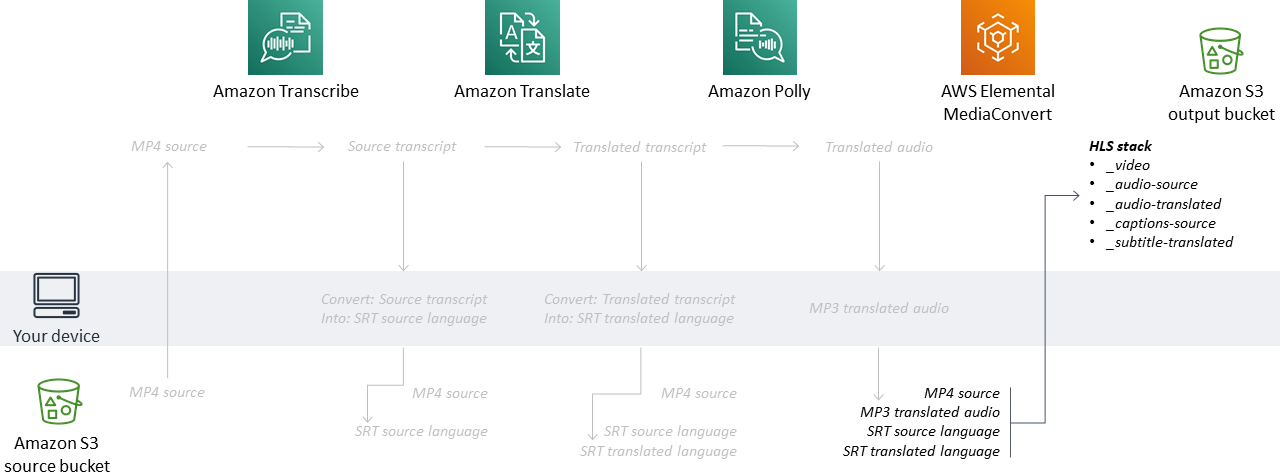 Amazon Transcribe
Amazon Translate
Amazon Polly
AWS Elemental
MediaConvert
Amazon S3
output bucket
MP4 source
Source transcript
Translated transcript
Translated audio
HLS stack
• _video
• _audio-source
• _audio-translated
• _captions-source
• _subtitle-translated
Your device
Convert: Source transcript
Into: SRT source language
Convert: Translated transcript
Into: SRT translated language
MP3 translated audio
Amazon S3
source bucket
MP4 source
MP4 source
SRT source language
MP4 source
SRT source language
SRT translated language
MP4 source
MP3 translated audio
SRT source language
SRT translated language